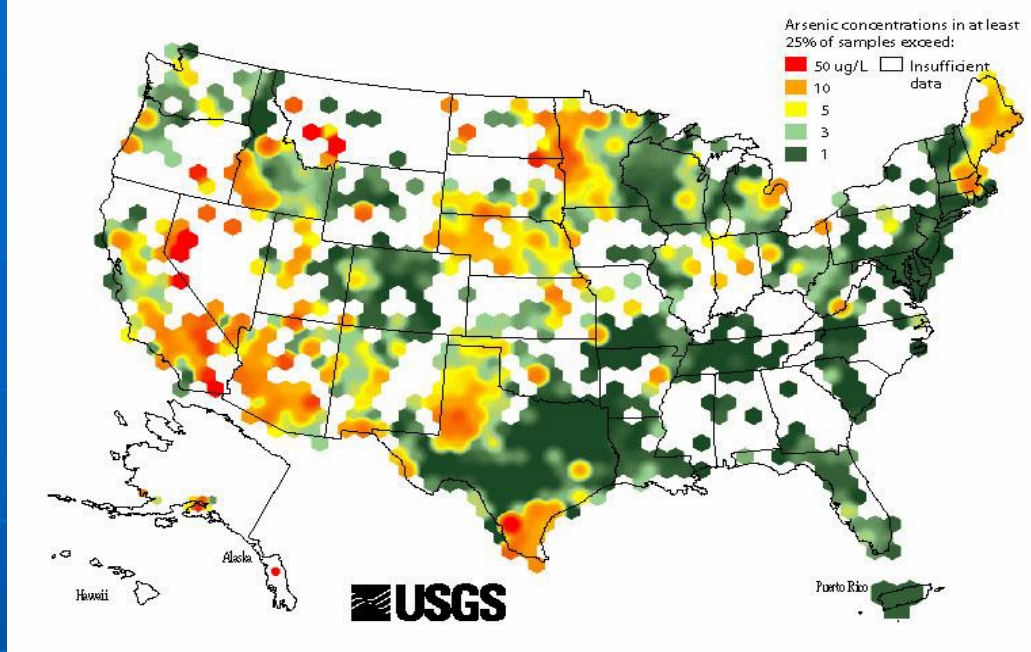 Arsenic concentrations in at least
25% of samples exceed:
50 ug/L Insufficient
data
10
5
3
1
Alaska
Hawaii
Puerto Rico
USGS